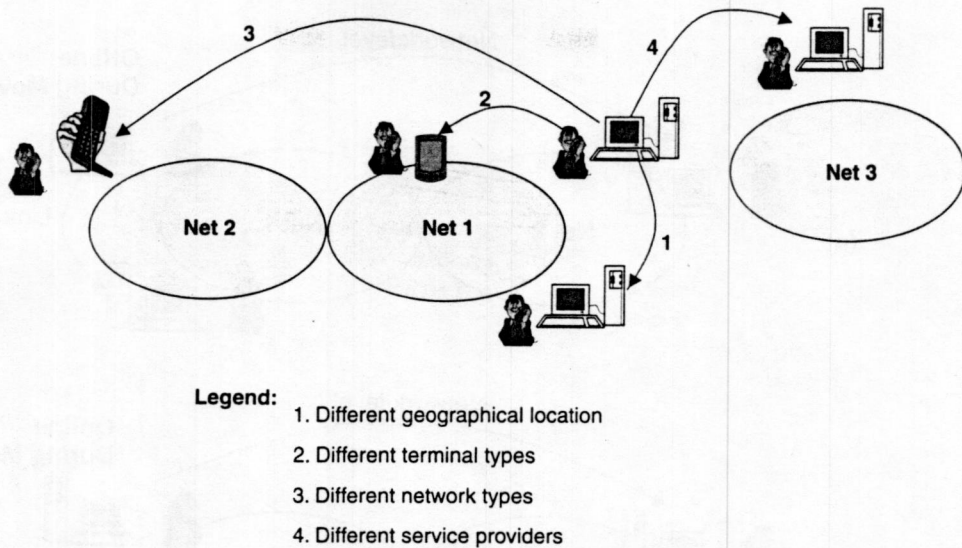 3
4
2
Net 3
Net 2
Net 1
1
Legend:
1. Different geographical location
2. Different terminal types
3. Different network types
4. Different service providers